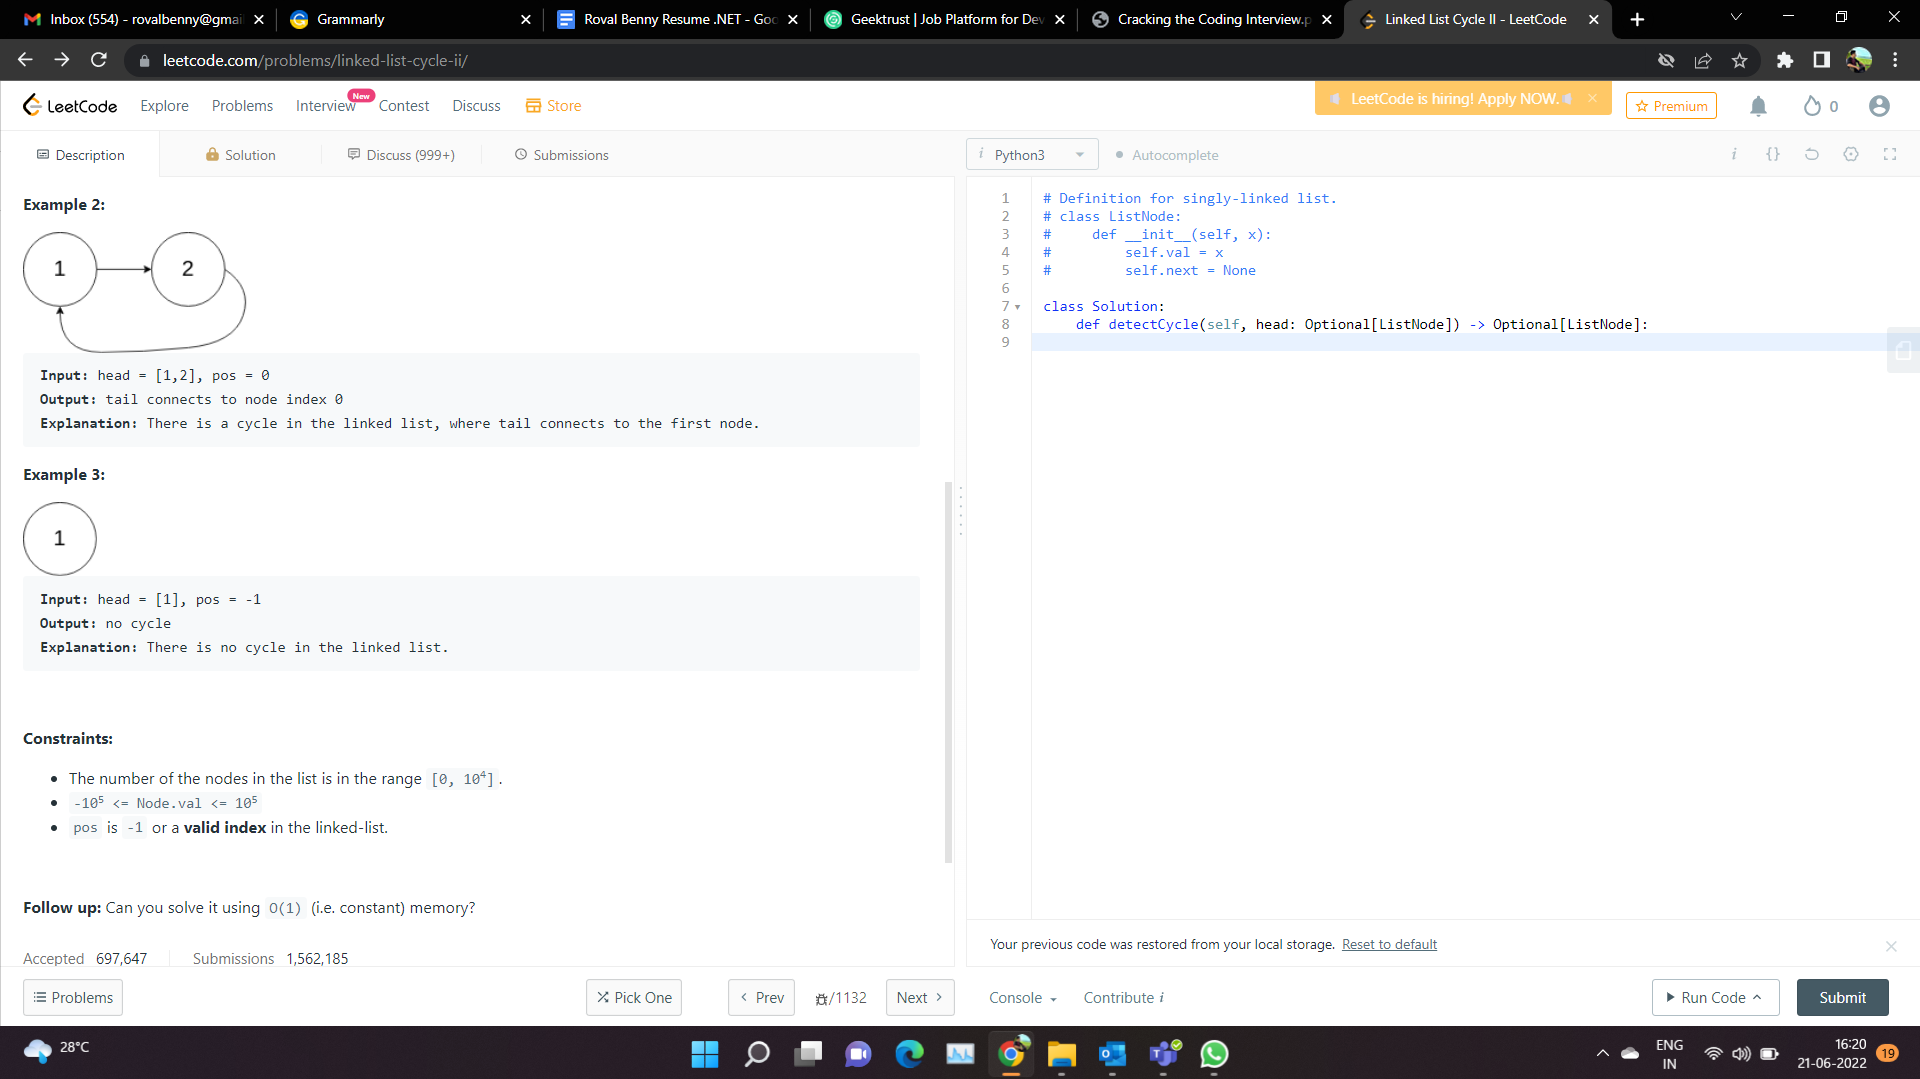 Inbox (554) - rovalbenny@gmai
Grammarly
Roval Benny Resume .NET - Goo
Geektrust | Job Platform for Dev
Cracking the Coding Interview.p
Linked List Cycle II - LeetCode
leetcode.com/problems/linked-list-cycle-ii/
LeetCode Explore Problems Interview New Contest Discuss Store
LeetCode is hiring! Apply NOW.
Premium
0
Description Solution Discuss (999+) Submissions
i Python3 Autocomplete i {}
Example 2:
1 2
Input: head = [1,2], pos = 0
Output: tail connects to node index 0
Explanation: There is a cycle in the linked list, where tail connects to the first node.
Example 3:
1
Input: head = [1], pos = -1
Output: no cycle
Explanation: There is no cycle in the linked list.
Constraints:
• The number of the nodes in the list is in the range [0, 10⁴].
• -10⁵ <= Node.val <= 10⁵
• pos is -1 or a valid index in the linked-list.
Follow up: Can you solve it using O(1) (i.e. constant) memory?
Accepted 697,647 Submissions 1,562,185
1 # Definition for singly-linked list.
2 # class ListNode:
3 #     def __init__(self, x):
4 #         self.val = x
5 #         self.next = None
6
7 class Solution:
8     def detectCycle(self, head: Optional[ListNode]) -> Optional[ListNode]:
9
Your previous code was restored from your local storage. Reset to default
Problems Pick One Prev /1132 Next Console Contribute i Run Code Submit
28°C
ENG
IN
16:20
21-06-2022
19